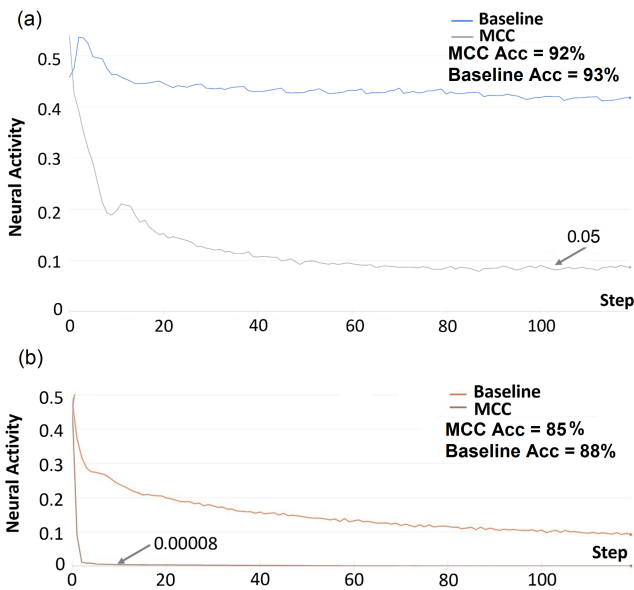 (a)
Baseline
MCC
MCC Acc = 92%
Baseline Acc = 93%
Neural Activity
0.5
0.4
0.3
0.2
0.1
0
0.05
Step
0 20 40 60 80 100
(b)
Baseline
MCC
MCC Acc = 85%
Baseline Acc = 88%
Neural Activity
0.5
0.4
0.3
0.2
0.1
0
0.00008
Step
0 20 40 60 80 100